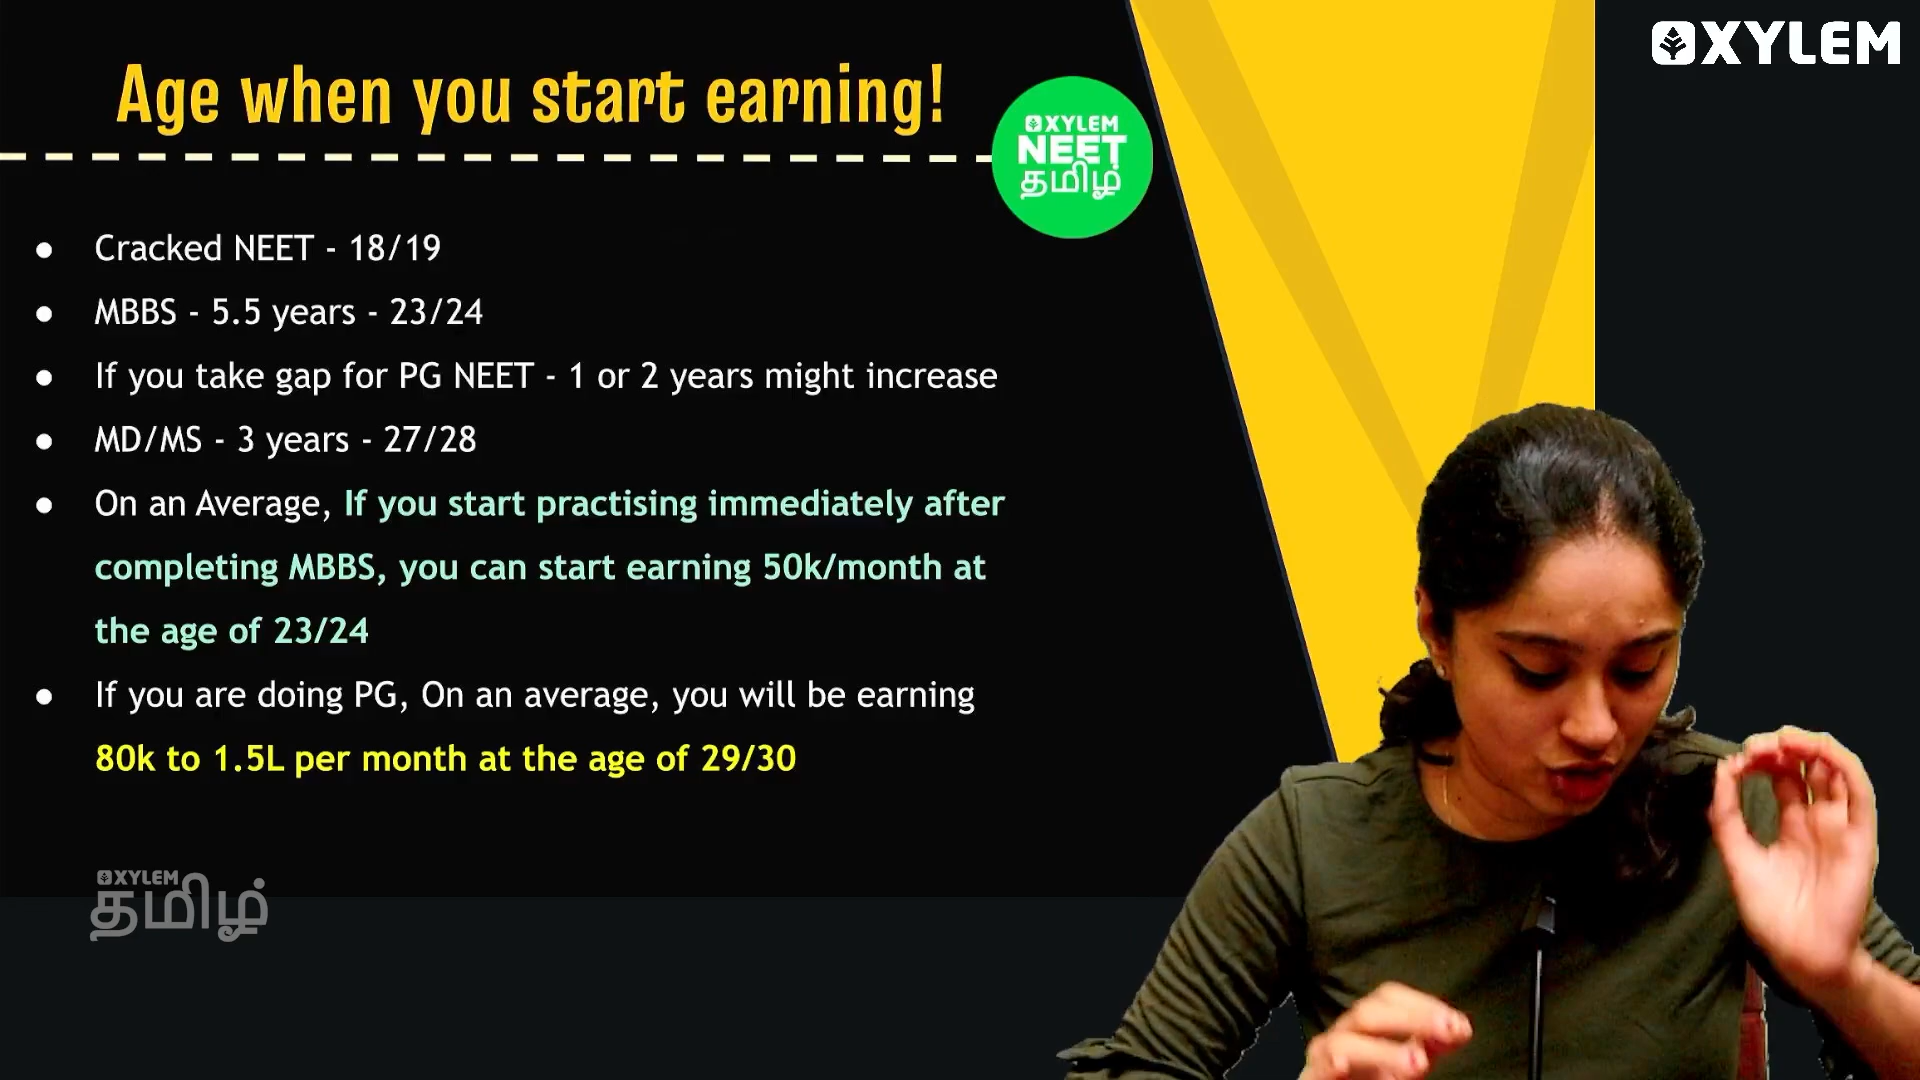 Age when you start earning!
OXYLEM
OXYLEM
NEET
தமிழ்
● Cracked NEET - 18/19
● MBBS - 5.5 years - 23/24
● If you take gap for PG NEET - 1 or 2 years might increase
● MD/MS - 3 years - 27/28
● On an Average, If you start practising immediately after
completing MBBS, you can start earning 50k/month at
the age of 23/24
● If you are doing PG, On an average, you will be earning
80k to 1.5L per month at the age of 29/30
OXYLEM
தமிழ்